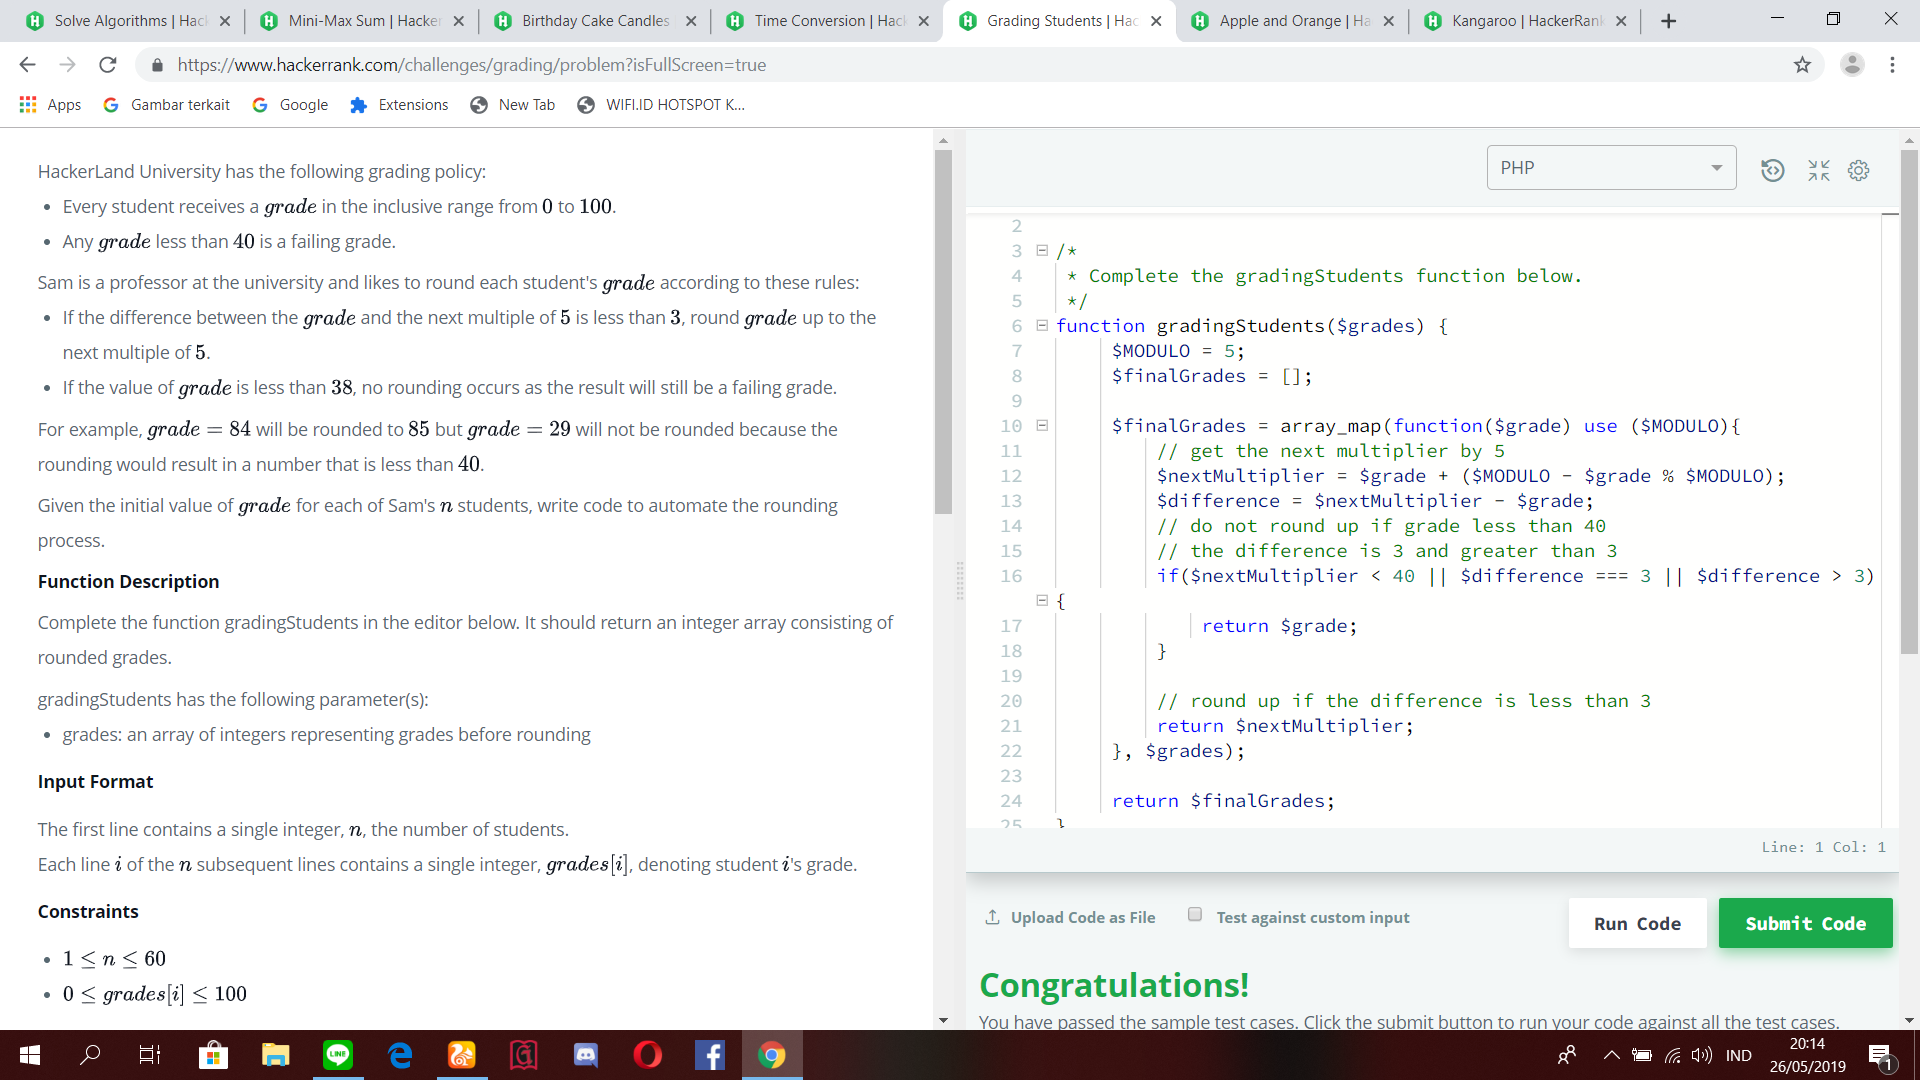 Solve Algorithms | Hac
Mini-Max Sum | Hacker
Birthday Cake Candles
Time Conversion | Hac
Grading Students | Hac
Apple and Orange | Ha
Kangaroo | HackerRank
https://www.hackerrank.com/challenges/grading/problem?isFullScreen=true
Apps
Gambar terkait
Google
Extensions
New Tab
WIFI.ID HOTSPOT K...
HackerLand University has the following grading policy:
• Every student receives a grade in the inclusive range from 0 to 100.
• Any grade less than 40 is a failing grade.
Sam is a professor at the university and likes to round each student's grade according to these rules:
• If the difference between the grade and the next multiple of 5 is less than 3, round grade up to the
next multiple of 5.
• If the value of grade is less than 38, no rounding occurs as the result will still be a failing grade.
For example, grade = 84 will be rounded to 85 but grade = 29 will not be rounded because the
rounding would result in a number that is less than 40.
Given the initial value of grade for each of Sam's n students, write code to automate the rounding
process.
Function Description
Complete the function gradingStudents in the editor below. It should return an integer array consisting of
rounded grades.
gradingStudents has the following parameter(s):
• grades: an array of integers representing grades before rounding
Input Format
The first line contains a single integer, n, the number of students.
Each line i of the n subsequent lines contains a single integer, grades[i], denoting student i's grade.
Constraints
• 1 ≤ n ≤ 60
• 0 ≤ grades[i] ≤ 100
PHP
2
3 /*
4 * Complete the gradingStudents function below.
5 */
6 function gradingStudents($grades) {
7 $MODULO = 5;
8 $finalGrades = [];
9
10 $finalGrades = array_map(function($grade) use ($MODULO){
11 // get the next multiplier by 5
12 $nextMultiplier = $grade + ($MODULO - $grade % $MODULO);
13 $difference = $nextMultiplier - $grade;
14 // do not round up if grade less than 40
15 // the difference is 3 and greater than 3
16 if($nextMultiplier < 40 || $difference === 3 || $difference > 3)
{
17 return $grade;
18 }
19
20 // round up if the difference is less than 3
21 return $nextMultiplier;
22 }, $grades);
23
24 return $finalGrades;
25 }
Line: 1 Col: 1
Upload Code as File
Test against custom input
Run Code
Submit Code
Congratulations!
You have passed the sample test cases. Click the submit button to run your code against all the test cases.
LINE
IND
20:14
26/05/2019
1